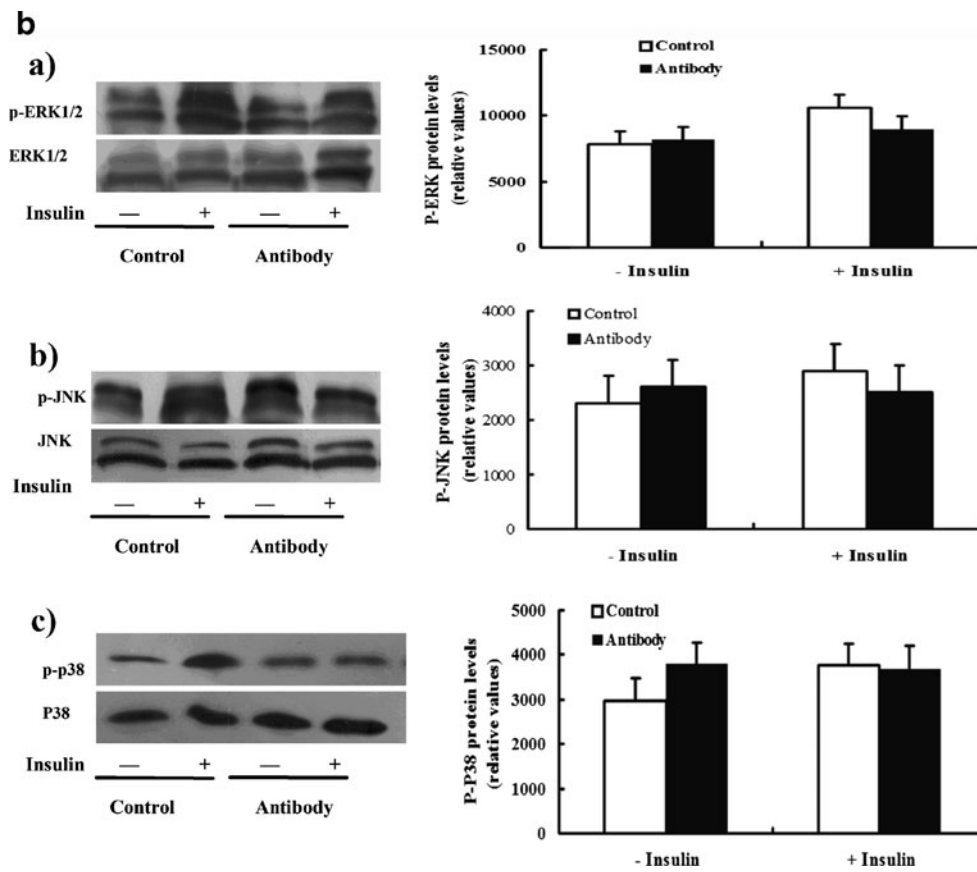 b
a)
p-ERK1/2
ERK1/2
Insulin — + — +
Control Antibody
15000
10000
5000
0
P-ERK protein levels
(relative values)
Control
Antibody
- Insulin + Insulin
b)
p-JNK
JNK
Insulin
— + — +
Control Antibody
4000
3000
2000
1000
0
P-JNK protein levels
(relative values)
Control
Antibody
- Insulin + Insulin
c)
p-p38
P38
Insulin — + — +
Control Antibody
5000
4000
3000
2000
1000
0
P-P38 protein levels
(relative values)
Control
Antibody
- Insulin + Insulin